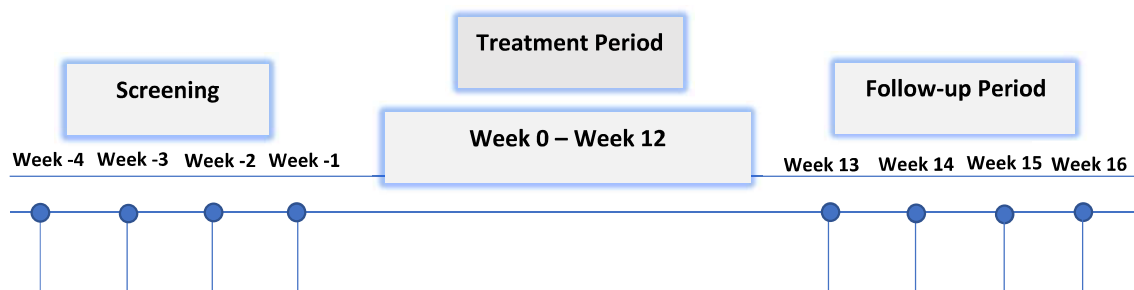 Treatment Period
Screening
Follow-up Period
Week 0 – Week 12
Week -4
Week -3
Week -2
Week -1
Week 13
Week 14
Week 15
Week 16